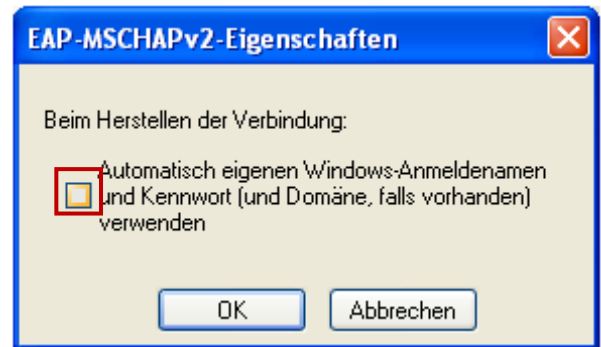 EAP-MSCHAPv2-Eigenschaften
Beim Herstellen der Verbindung:
Automatisch eigenen Windows-Anmeldenamen
und Kennwort (und Domäne, falls vorhanden)
verwenden
OK
Abbrechen